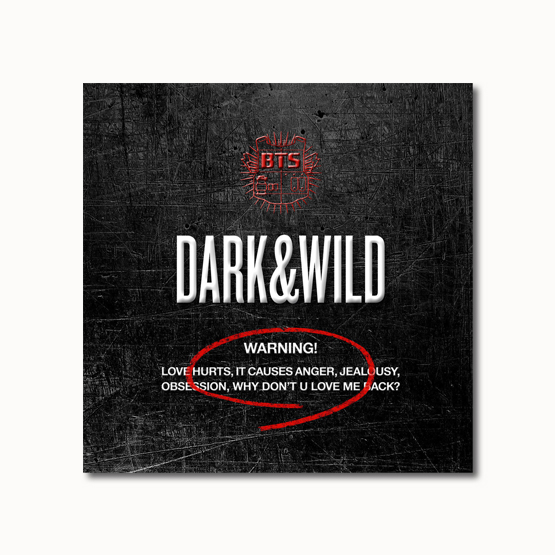 BTS
DARK&WILD
WARNING!
LOVE HURTS, IT CAUSES ANGER, JEALOUSY,
OBSESSION, WHY DON'T U LOVE ME BACK?